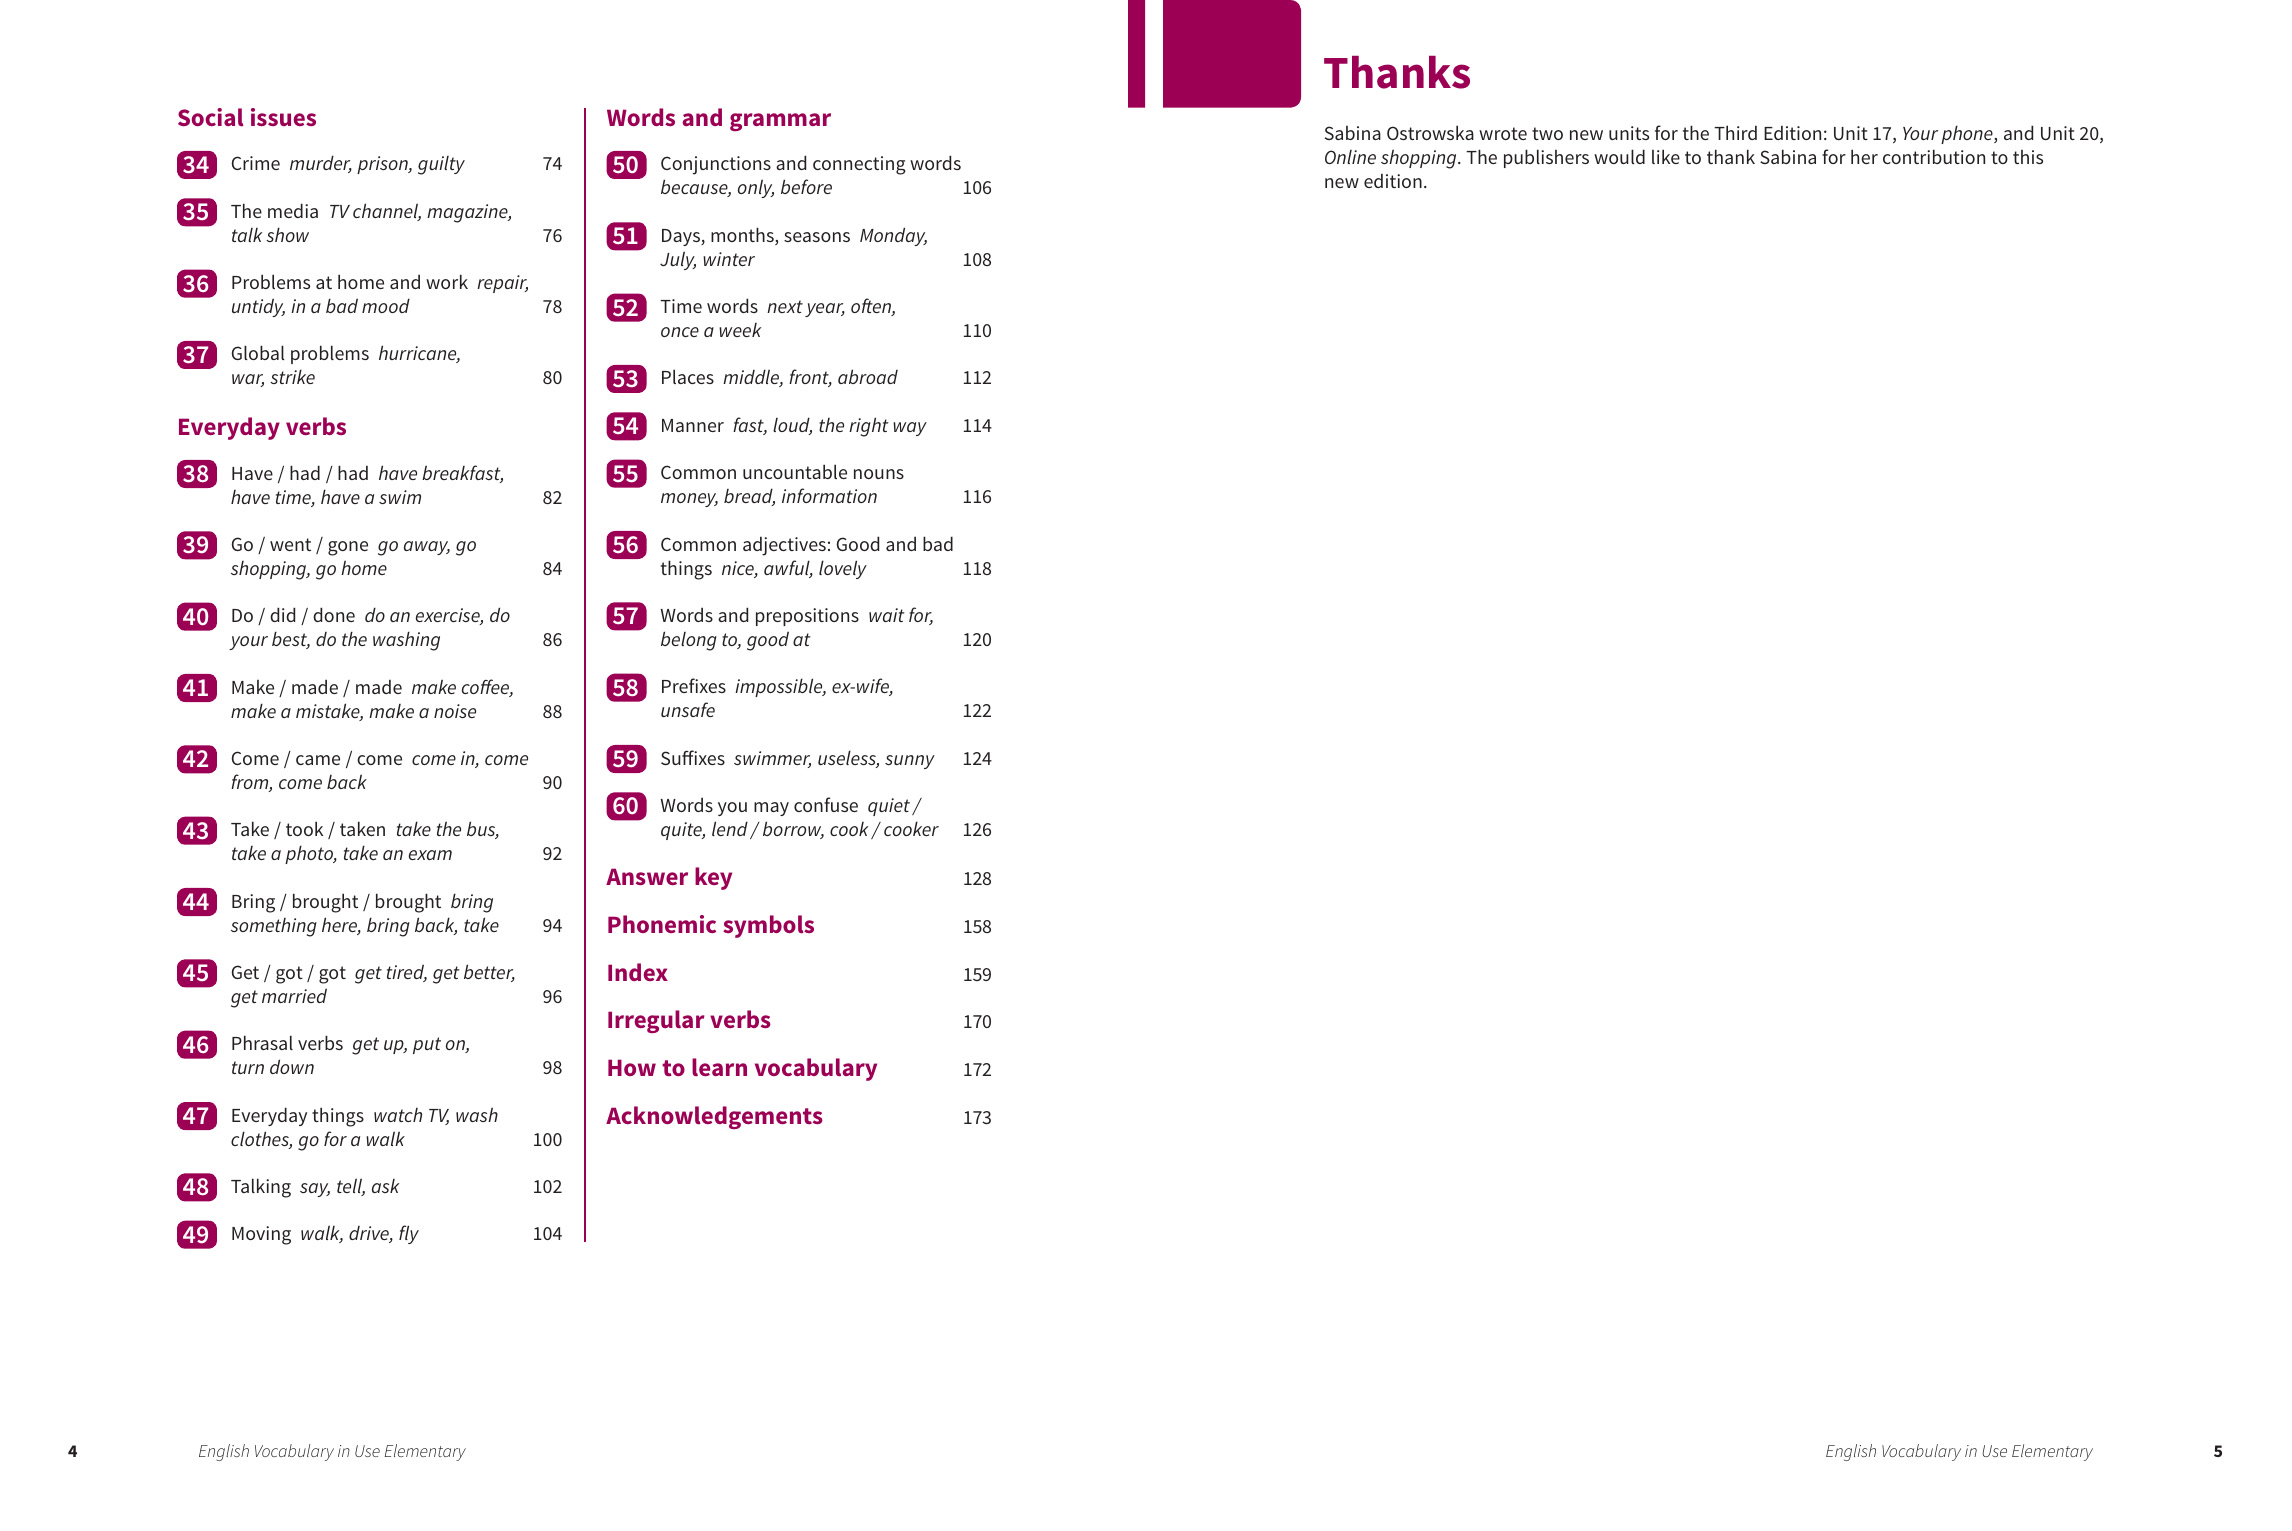 Social issues
34 Crime murder, prison, guilty 74
35 The media TV channel, magazine,
talk show 76
36 Problems at home and work repair,
untidy, in a bad mood 78
37 Global problems hurricane,
war, strike 80
Everyday verbs
38 Have / had / had have breakfast,
have time, have a swim 82
39 Go / went / gone go away, go
shopping, go home 84
40 Do / did / done do an exercise, do
your best, do the washing 86
41 Make / made / made make coffee,
make a mistake, make a noise 88
42 Come / came / come come in, come
from, come back 90
43 Take / took / taken take the bus,
take a photo, take an exam 92
44 Bring / brought / brought bring
something here, bring back, take 94
45 Get / got / got get tired, get better,
get married 96
46 Phrasal verbs get up, put on,
turn down 98
47 Everyday things watch TV, wash
clothes, go for a walk 100
48 Talking say, tell, ask 102
49 Moving walk, drive, fly 104
Words and grammar
50 Conjunctions and connecting words
because, only, before 106
51 Days, months, seasons Monday,
July, winter 108
52 Time words next year, often,
once a week 110
53 Places middle, front, abroad 112
54 Manner fast, loud, the right way 114
55 Common uncountable nouns
money, bread, information 116
56 Common adjectives: Good and bad
things nice, awful, lovely 118
57 Words and prepositions wait for,
belong to, good at 120
58 Prefixes impossible, ex-wife,
unsafe 122
59 Suffixes swimmer, useless, sunny 124
60 Words you may confuse quiet /
quite, lend / borrow, cook / cooker 126
Answer key 128
Phonemic symbols 158
Index 159
Irregular verbs 170
How to learn vocabulary 172
Acknowledgements 173
4 English Vocabulary in Use Elementary
Thanks
Sabina Ostrowska wrote two new units for the Third Edition: Unit 17, Your phone, and Unit 20,
Online shopping. The publishers would like to thank Sabina for her contribution to this
new edition.
English Vocabulary in Use Elementary 5